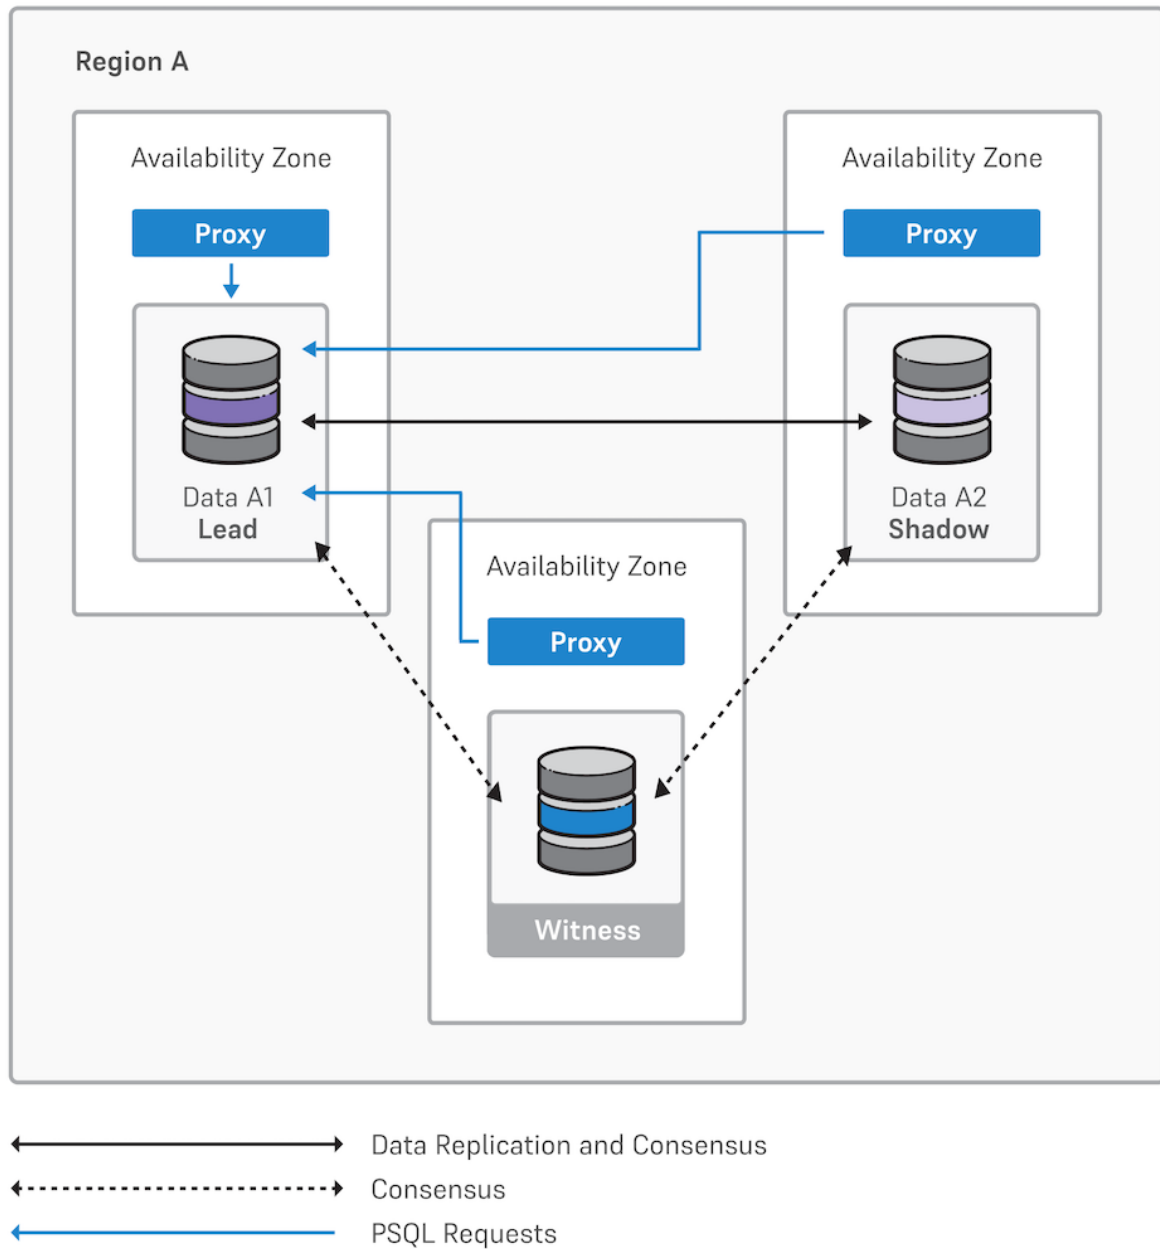 Region A
Availability Zone
Proxy
Data A1
Lead
Availability Zone
Proxy
Data A2
Shadow
Availability Zone
Proxy
Witness
Data Replication and Consensus
Consensus
PSQL Requests